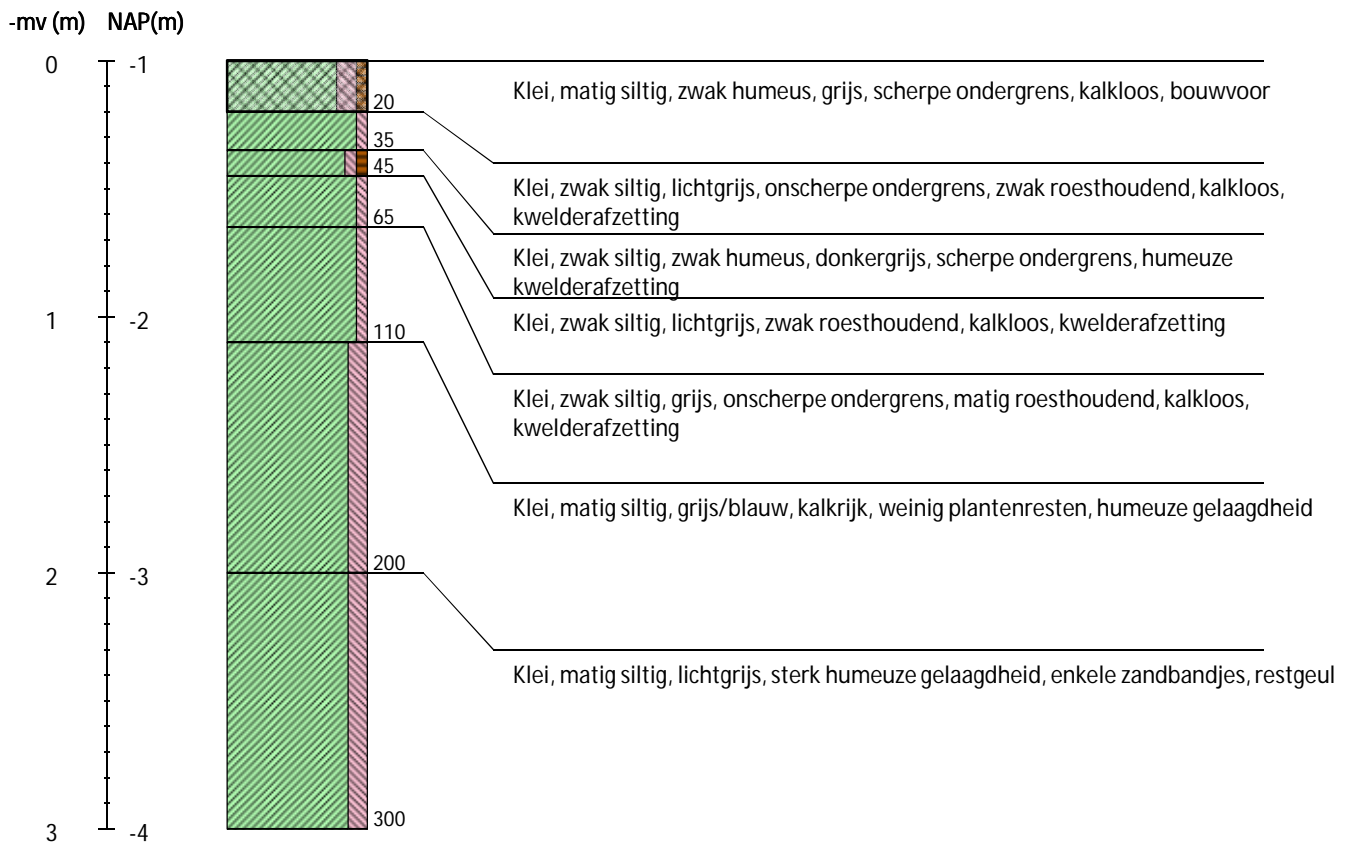 -mv (m) NAP(m)
0 -1
Klei, matig siltig, zwak humeus, grijs, scherpe ondergrens, kalkloos, bouwvoor
20
35
Klei, zwak siltig, lichtgrijs, onscherpe ondergrens, zwak roesthoudend, kalkloos,
kwelderafzetting
45
65
Klei, zwak siltig, zwak humeus, donkergrijs, scherpe ondergrens, humeuze
kwelderafzetting
1 -2
Klei, zwak siltig, lichtgrijs, zwak roesthoudend, kalkloos, kwelderafzetting
110
Klei, zwak siltig, grijs, onscherpe ondergrens, matig roesthoudend, kalkloos,
kwelderafzetting
Klei, matig siltig, grijs/blauw, kalkrijk, weinig plantenresten, humeuze gelaagdheid
200
2 -3
Klei, matig siltig, lichtgrijs, sterk humeuze gelaagdheid, enkele zandbandjes, restgeul
300
3 -4